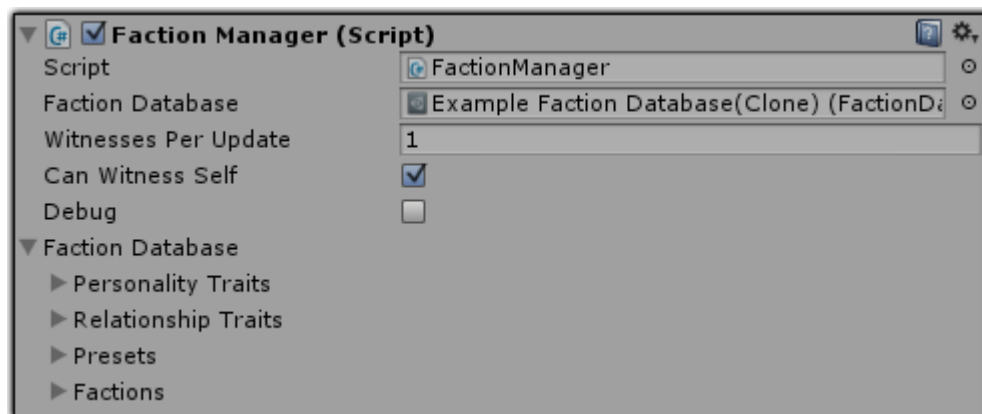 Faction Manager (Script)
Script FactionManager
Faction Database Example Faction Database(Clone) (FactionDa
Witnesses Per Update 1
Can Witness Self
Debug
Faction Database
Personality Traits
Relationship Traits
Presets
Factions